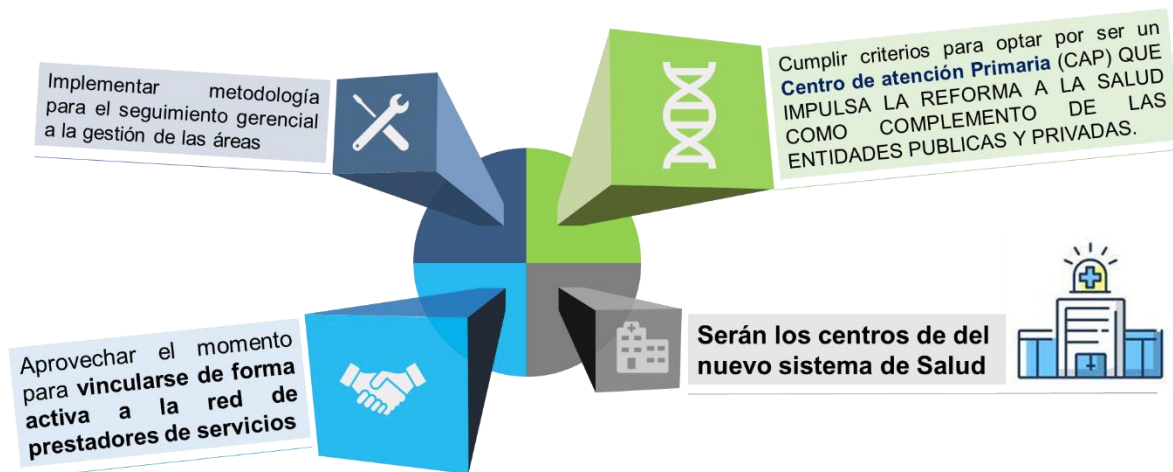 Implementar metodología
para el seguimiento gerencial
a la gestión de las áreas
Cumplir criterios para optar por ser un
Centro de atención Primaria (CAP) QUE
IMPULSA LA REFORMA A LA SALUD
COMO COMPLEMENTO DE LAS
ENTIDADES PUBLICAS Y PRIVADAS.
Aprovechar el momento
para vincularse de forma
activa a la red de
prestadores de servicios
Serán los centros de del
nuevo sistema de Salud